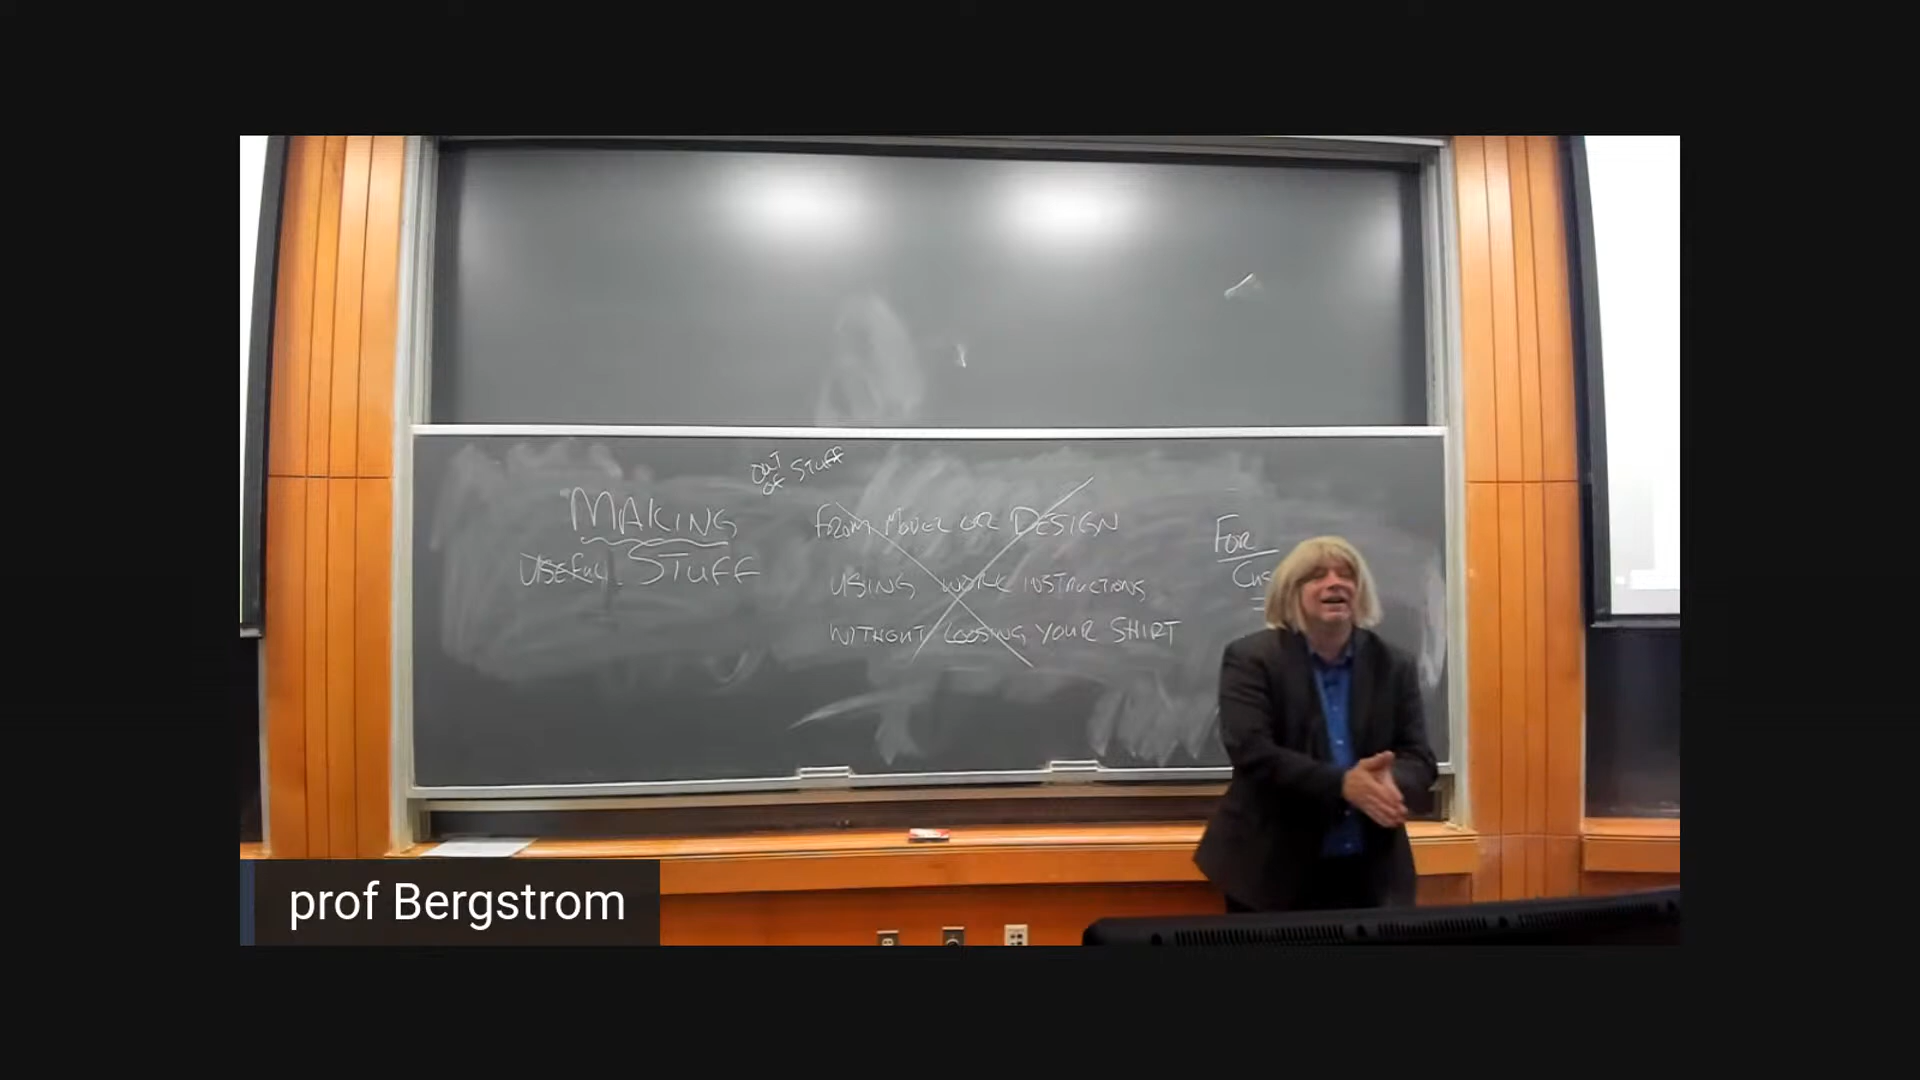 OUT OF STUFF
MAKING
USEFUL STUFF
FROM MODEL OR DESIGN
USING WORK INSTRUCTIONS
WITHOUT LOOSING YOUR SHIRT
FOR
prof Bergstrom